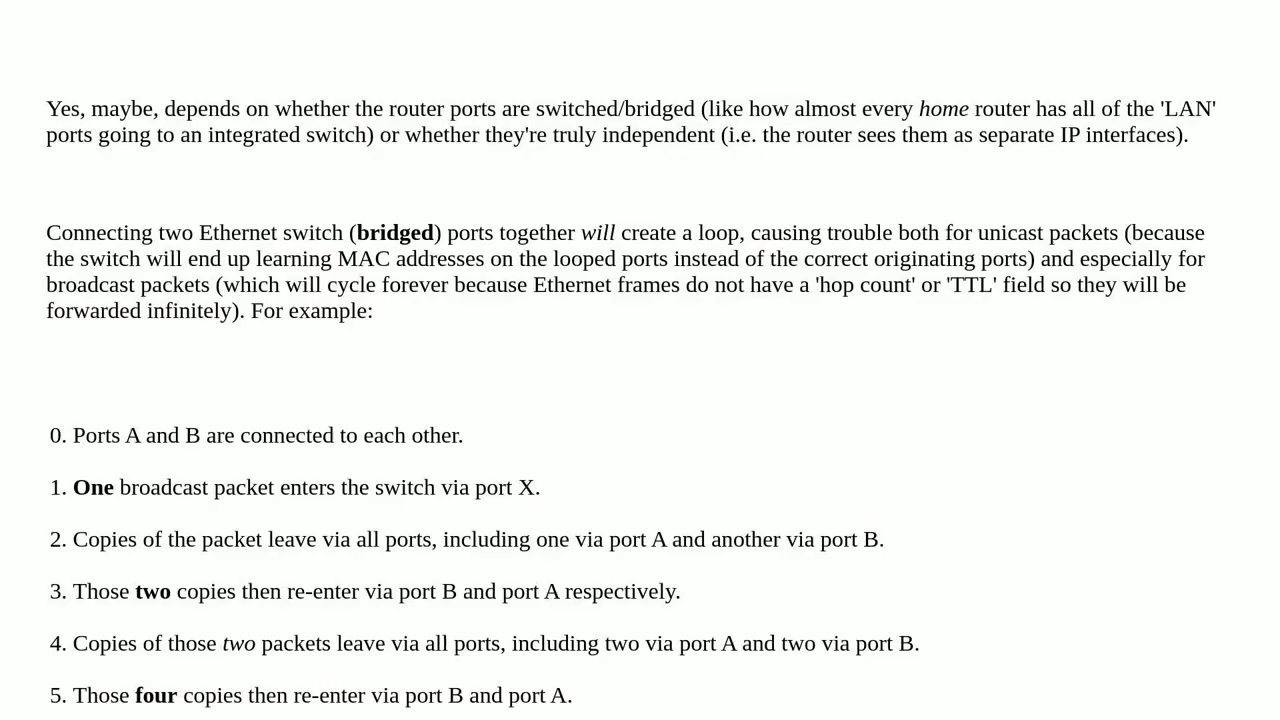 Yes, maybe, depends on whether the router ports are switched/bridged (like how almost every home router has all of the 'LAN'
ports going to an integrated switch) or whether they're truly independent (i.e. the router sees them as separate IP interfaces).
Connecting two Ethernet switch (bridged) ports together will create a loop, causing trouble both for unicast packets (because
the switch will end up learning MAC addresses on the looped ports instead of the correct originating ports) and especially for
broadcast packets (which will cycle forever because Ethernet frames do not have a 'hop count' or 'TTL' field so they will be
forwarded infinitely). For example:
0. Ports A and B are connected to each other.
1. One broadcast packet enters the switch via port X.
2. Copies of the packet leave via all ports, including one via port A and another via port B.
3. Those two copies then re-enter via port B and port A respectively.
4. Copies of those two packets leave via all ports, including two via port A and two via port B.
5. Those four copies then re-enter via port B and port A.